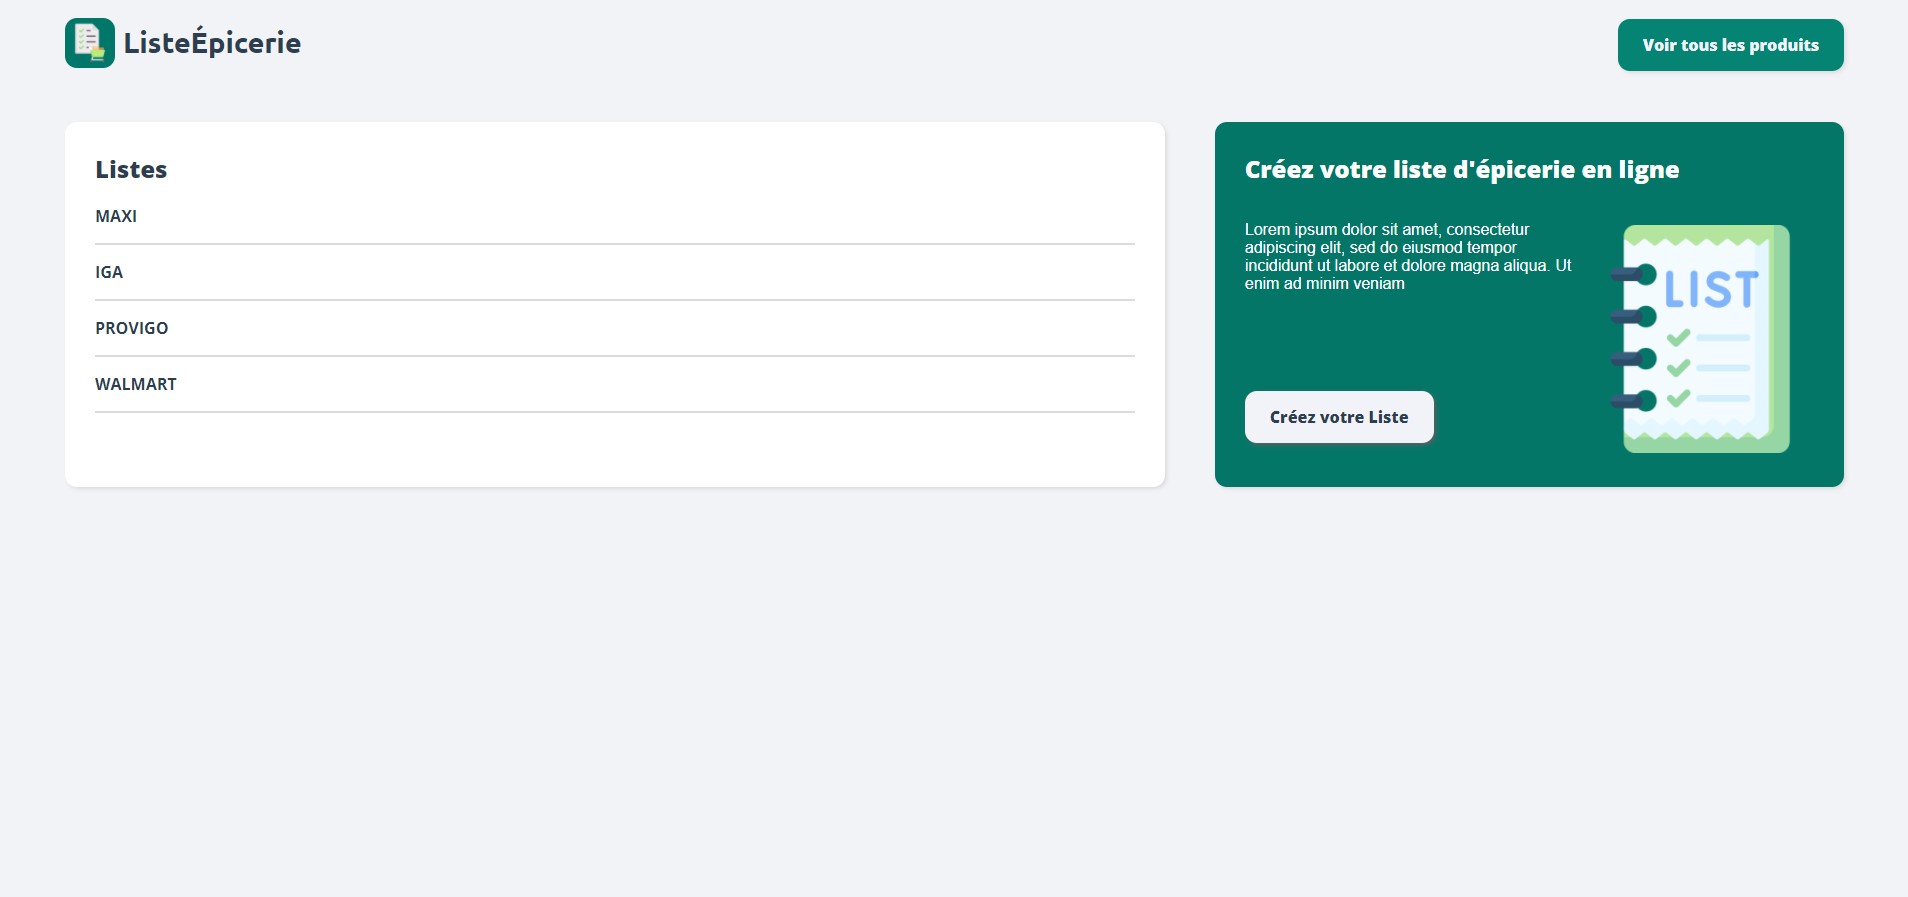 ListeÉpicerie
Voir tous les produits
Listes
MAXI
IGA
PROVIGO
WALMART
Créez votre liste d'épicerie en ligne
Lorem ipsum dolor sit amet, consectetur
adipiscing elit, sed do eiusmod tempor
incididunt ut labore et dolore magna aliqua. Ut
enim ad minim veniam
Créez votre Liste
LIST